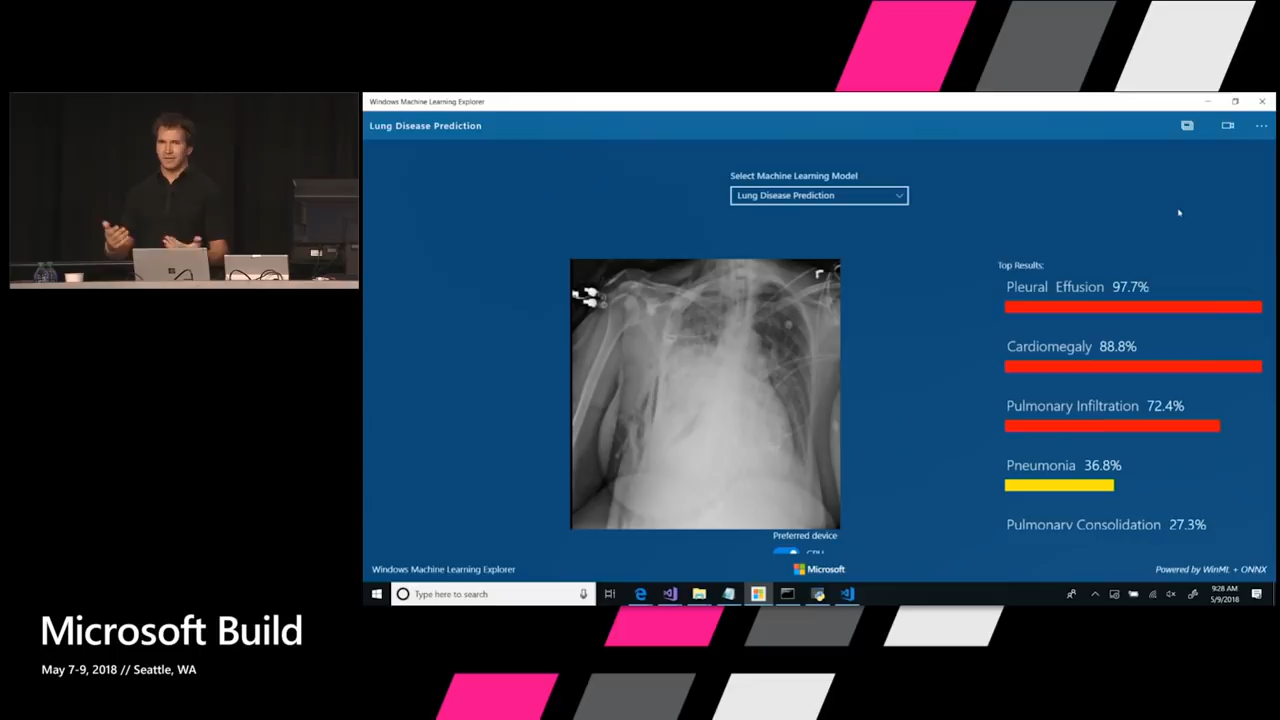 Windows Machine Learning Explorer
Lung Disease Prediction
Select Machine Learning Model
Lung Disease Prediction
Top Results:
Pleural Effusion 97.7%
Cardiomegaly 88.8%
Pulmonary Infiltration 72.4%
Pneumonia 36.8%
Pulmonary Consolidation 27.3%
Preferred device
Windows Machine Learning Explorer
Microsoft
Powered by WinML + ONNX
Type here to search
9:28 AM
5/9/2018
Microsoft Build
May 7-9, 2018 // Seattle, WA